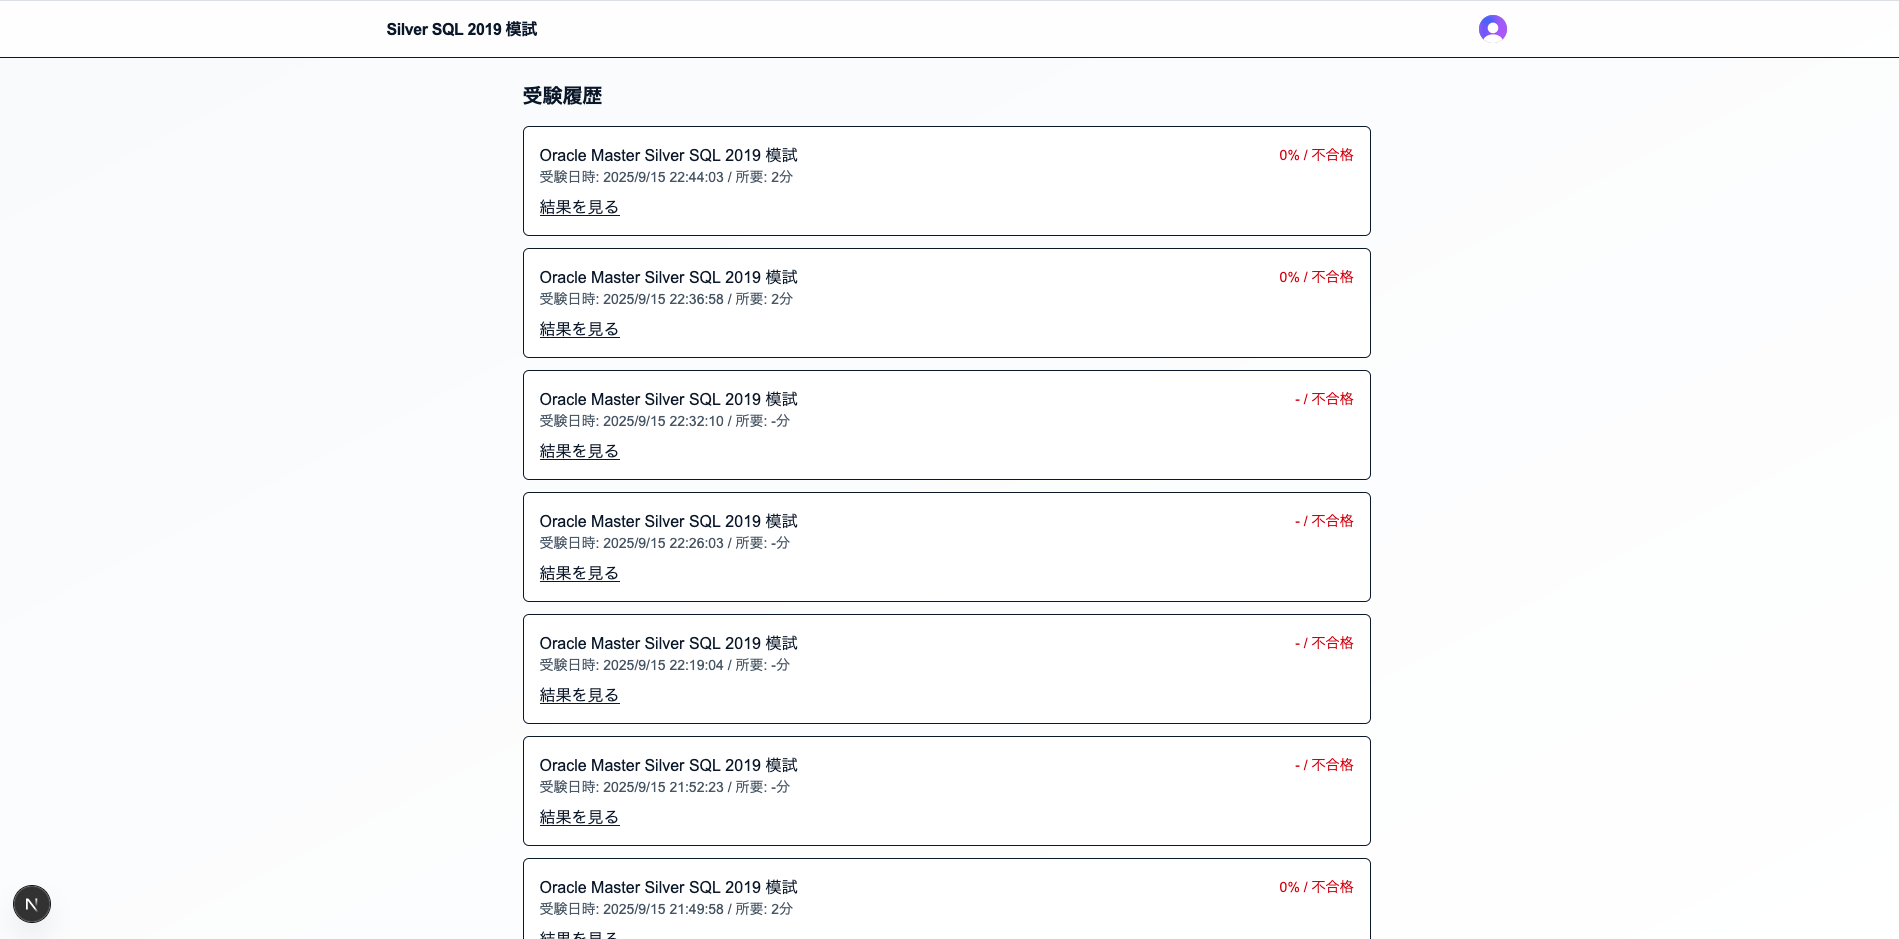 Silver SQL 2019 模試
受験履歴
Oracle Master Silver SQL 2019 模試
0% / 不合格
受験日時: 2025/9/15 22:44:03 / 所要: 2分
結果を見る
Oracle Master Silver SQL 2019 模試
0% / 不合格
受験日時: 2025/9/15 22:36:58 / 所要: 2分
結果を見る
Oracle Master Silver SQL 2019 模試
- / 不合格
受験日時: 2025/9/15 22:32:10 / 所要: -分
結果を見る
Oracle Master Silver SQL 2019 模試
- / 不合格
受験日時: 2025/9/15 22:26:03 / 所要: -分
結果を見る
Oracle Master Silver SQL 2019 模試
- / 不合格
受験日時: 2025/9/15 22:19:04 / 所要: -分
結果を見る
Oracle Master Silver SQL 2019 模試
- / 不合格
受験日時: 2025/9/15 21:52:23 / 所要: -分
結果を見る
Oracle Master Silver SQL 2019 模試
0% / 不合格
受験日時: 2025/9/15 21:49:58 / 所要: 2分
結果を見る
N